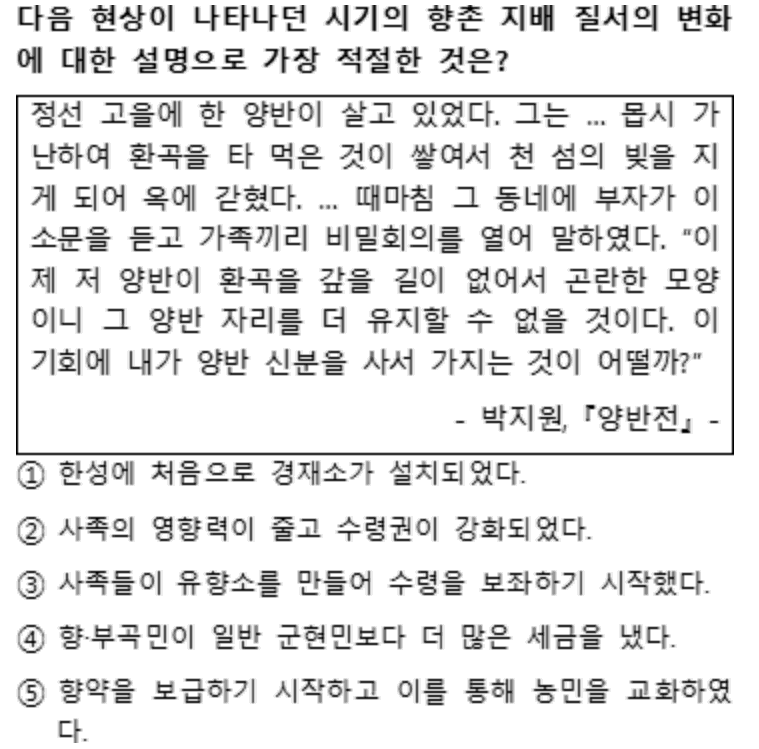 다음 현상이 나타나던 시기의 향촌 지배 질서의 변화
에 대한 설명으로 가장 적절한 것은?
정선 고을에 한 양반이 살고 있었다. 그는 ... 몹시 가
난하여 환곡을 타 먹은 것이 쌓여서 천 섬의 빚을 지
게 되어 옥에 갇혔다. ... 때마침 그 동네에 부자가 이
소문을 듣고 가족끼리 비밀회의를 열어 말하였다. "이
제 저 양반이 환곡을 갚을 길이 없어서 곤란한 모양
이니 그 양반 자리를 더 유지할 수 없을 것이다. 이
기회에 내가 양반 신분을 사서 가지는 것이 어떨까?"
- 박지원, 『양반전』 -
① 한성에 처음으로 경재소가 설치되었다.
② 사족의 영향력이 줄고 수령권이 강화되었다.
③ 사족들이 유향소를 만들어 수령을 보좌하기 시작했다.
④ 향·부곡민이 일반 군현민보다 더 많은 세금을 냈다.
⑤ 향약을 보급하기 시작하고 이를 통해 농민을 교화하였
다.